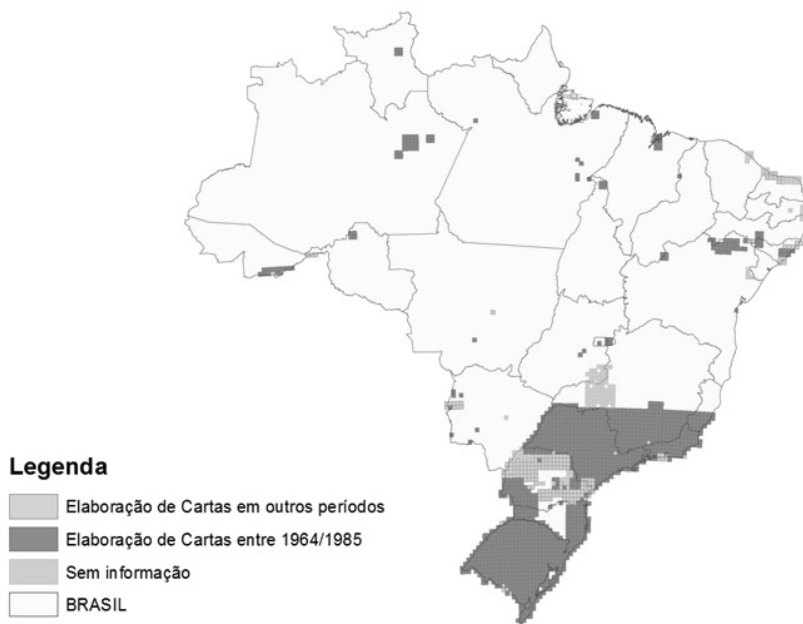 Legenda
Elaboração de Cartas em outros períodos
Elaboração de Cartas entre 1964/1985
Sem informação
BRASIL